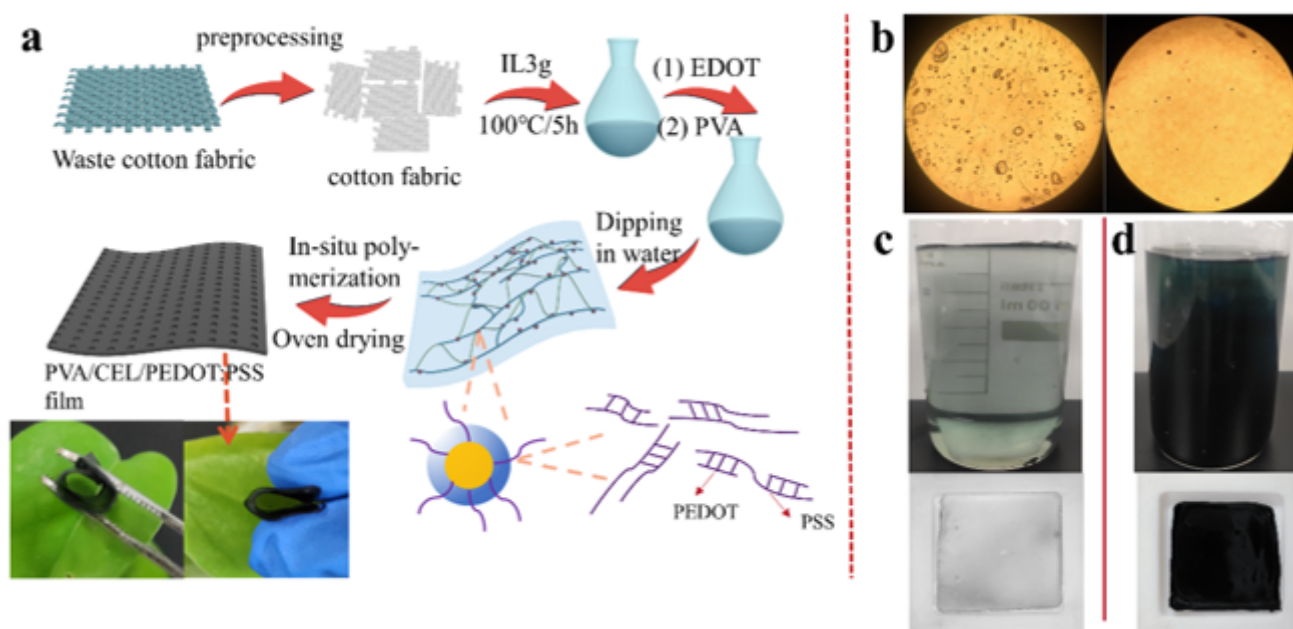 a
preprocessing
Waste cotton fabric
cotton fabric
IL3g
100℃/5h
(1) EDOT
(2) PVA
Dipping
in water
In-situ poly-
merization
Oven drying
PVA/CEL/PEDOT:PSS
film
PEDOT
PSS
b
c
d